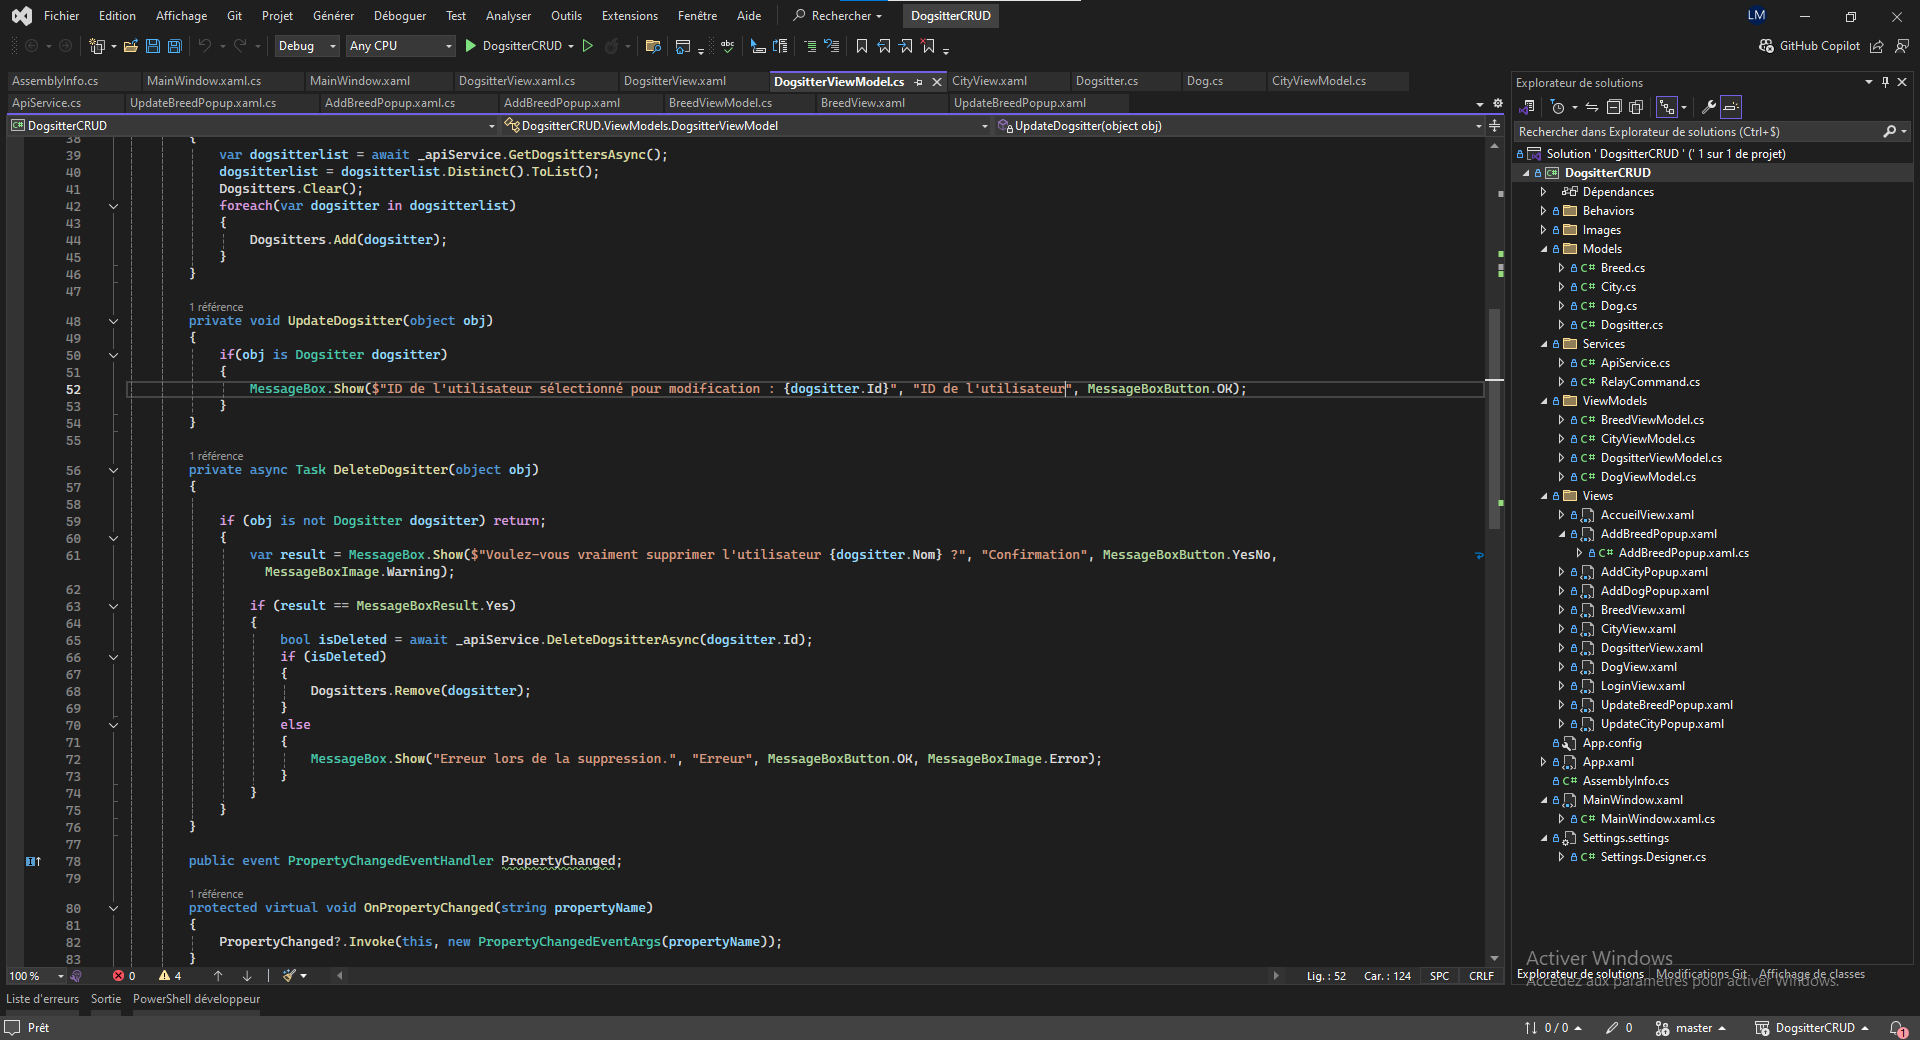 Fichier Edition Affichage Git Projet Générer Déboguer Test Analyser Outils Extensions Fenêtre Aide Rechercher DogsitterCRUD LM
Debug Any CPU DogsitterCRUD GitHub Copilot
AssemblyInfo.cs MainWindow.xaml.cs MainWindow.xaml DogsitterView.xaml.cs DogsitterView.xaml DogsitterViewModel.cs CityView.xaml Dogsitter.cs Dog.cs CityViewModel.cs
ApiService.cs UpdateBreedPopup.xaml.cs AddBreedPopup.xaml.cs AddBreedPopup.xaml BreedViewModel.cs BreedView.xaml UpdateBreedPopup.xaml
DogsitterCRUD DogsitterCRUD.ViewModels.DogsitterViewModel UpdateDogsitter(object obj)
38 {
39 var dogsitterlist = await _apiService.GetDogsittersAsync();
40 dogsitterlist = dogsitterlist.Distinct().ToList();
41 Dogsitters.Clear();
42 foreach(var dogsitter in dogsitterlist)
43 {
44 Dogsitters.Add(dogsitter);
45 }
46 }
47
1 référence
48 private void UpdateDogsitter(object obj)
49 {
50 if(obj is Dogsitter dogsitter)
51 {
52 MessageBox.Show($"ID de l'utilisateur sélectionné pour modification : {dogsitter.Id}", "ID de l'utilisateur", MessageBoxButton.OK);
53 }
54 }
55
1 référence
56 private async Task DeleteDogsitter(object obj)
57 {
58
59 if (obj is not Dogsitter dogsitter) return;
60 {
61 var result = MessageBox.Show($"Voulez-vous vraiment supprimer l'utilisateur {dogsitter.Nom} ?", "Confirmation", MessageBoxButton.YesNo,
MessageBoxImage.Warning);
62
63 if (result == MessageBoxResult.Yes)
64 {
65 bool isDeleted = await _apiService.DeleteDogsitterAsync(dogsitter.Id);
66 if (isDeleted)
67 {
68 Dogsitters.Remove(dogsitter);
69 }
70 else
71 {
72 MessageBox.Show("Erreur lors de la suppression.", "Erreur", MessageBoxButton.OK, MessageBoxImage.Error);
73 }
74 }
75 }
76 }
77
78 public event PropertyChangedEventHandler PropertyChanged;
79
1 référence
80 protected virtual void OnPropertyChanged(string propertyName)
81 {
82 PropertyChanged?.Invoke(this, new PropertyChangedEventArgs(propertyName));
83 }
100 % 0 4 Lig. : 52 Car. : 124 SPC CRLF
Liste d'erreurs Sortie PowerShell développeur
Explorateur de solutions
Rechercher dans Explorateur de solutions (Ctrl+$)
Solution ' DogsitterCRUD ' (' 1 sur 1 de projet)
DogsitterCRUD
Dépendances
Behaviors
Images
Models
C# Breed.cs
C# City.cs
C# Dog.cs
C# Dogsitter.cs
Services
C# ApiService.cs
C# RelayCommand.cs
ViewModels
C# BreedViewModel.cs
C# CityViewModel.cs
C# DogsitterViewModel.cs
C# DogViewModel.cs
Views
AccueilView.xaml
AddBreedPopup.xaml
C# AddBreedPopup.xaml.cs
AddCityPopup.xaml
AddDogPopup.xaml
BreedView.xaml
CityView.xaml
DogsitterView.xaml
DogView.xaml
LoginView.xaml
UpdateBreedPopup.xaml
UpdateCityPopup.xaml
App.config
App.xaml
C# AssemblyInfo.cs
MainWindow.xaml
C# MainWindow.xaml.cs
Settings.settings
C# Settings.Designer.cs
Activer Windows
Accédez aux paramètres pour activer Windows.
Explorateur de solutions Modifications Git Affichage de classes
Prêt 0 / 0 0 master DogsitterCRUD 1